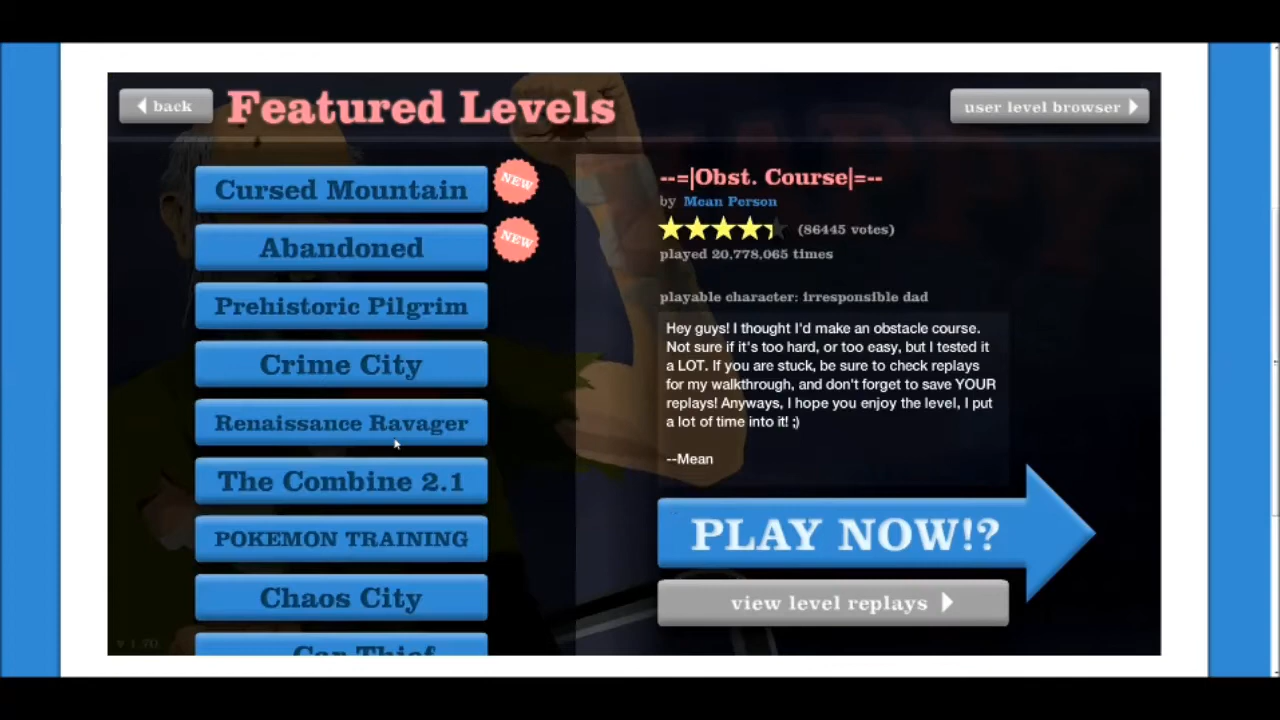 back
Featured Levels
user level browser
Cursed Mountain
NEW
Abandoned
NEW
Prehistoric Pilgrim
Crime City
Renaissance Ravager
The Combine 2.1
POKEMON TRAINING
Chaos City
Car Thief
v 1.70
--=|Obst. Course|=--
by Mean Person
(86445 votes)
played 20,778,065 times
playable character: irresponsible dad
Hey guys! I thought I'd make an obstacle course.
Not sure if it's too hard, or too easy, but I tested it
a LOT. If you are stuck, be sure to check replays
for my walkthrough, and don't forget to save YOUR
replays! Anyways, I hope you enjoy the level, I put
a lot of time into it! ;)
--Mean
PLAY NOW!?
view level replays